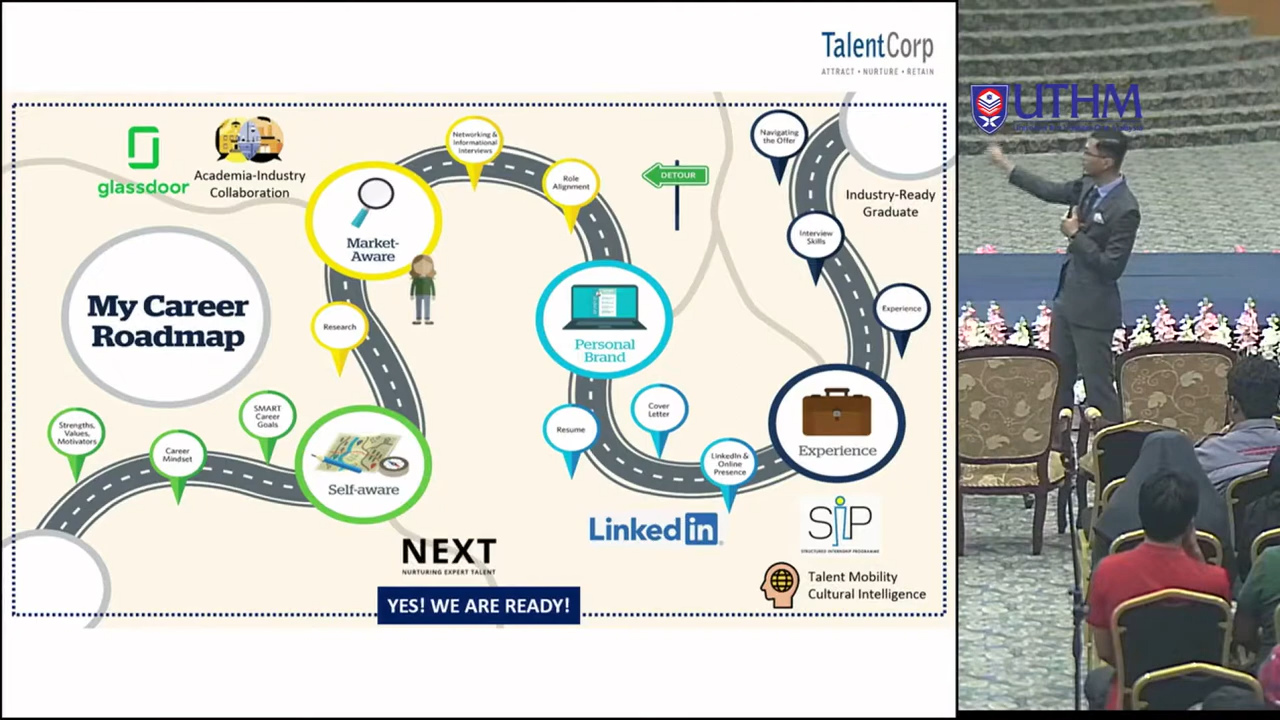 TalentCorp
ATTRACT • NURTURE • RETAIN
glassdoor
Academia-Industry
Collaboration
Networking &
Informational
Interviews
Role
Alignment
DETOUR
Navigating
the Offer
Industry-Ready
Graduate
Market-
Aware
Interview
Skills
My Career
Roadmap
Research
Personal
Brand
Experience
Strengths,
Values,
Motivators
Career
Mindset
SMART
Career
Goals
Self-aware
Resume
Cover
Letter
LinkedIn &
Online
Presence
Experience
NEXT
NURTURING EXPERT TALENT
YES! WE ARE READY!
Linked in
SIP
STRUCTURED INTERNSHIP PROGRAMME
Talent Mobility
Cultural Intelligence
UTHM